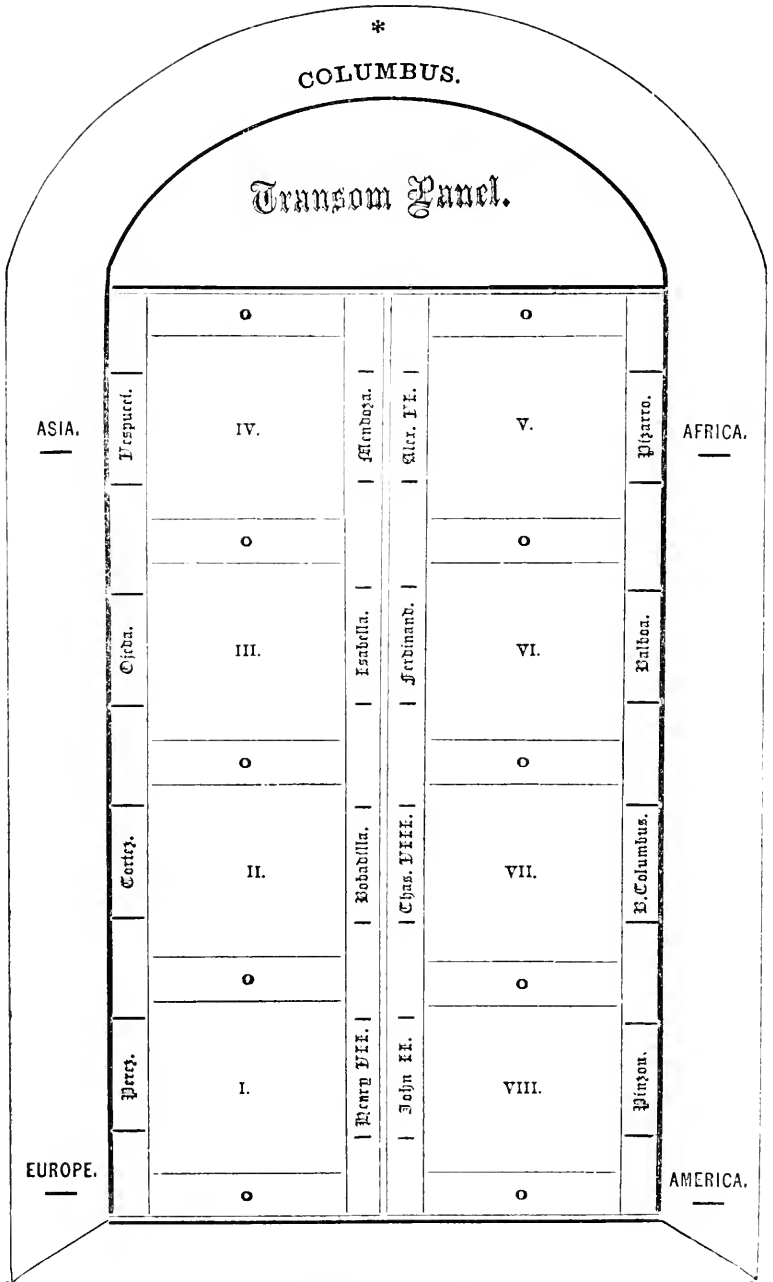 *
COLUMBUS.
Transom Panel.
O
O
Vespucci.
IV.
Mendoza.
Alex. VI.
V.
Pizarro.
ASIA.
AFRICA.
O
O
Ojeda.
III.
Isabella.
Ferdinand.
VI.
Balboa.
O
O
Cortez.
II.
Bobadilla.
Chas. VIII.
VII.
B. Columbus.
O
O
Perez.
I.
Henry VII.
John II.
VIII.
Pinzon.
EUROPE.
AMERICA.
O
O